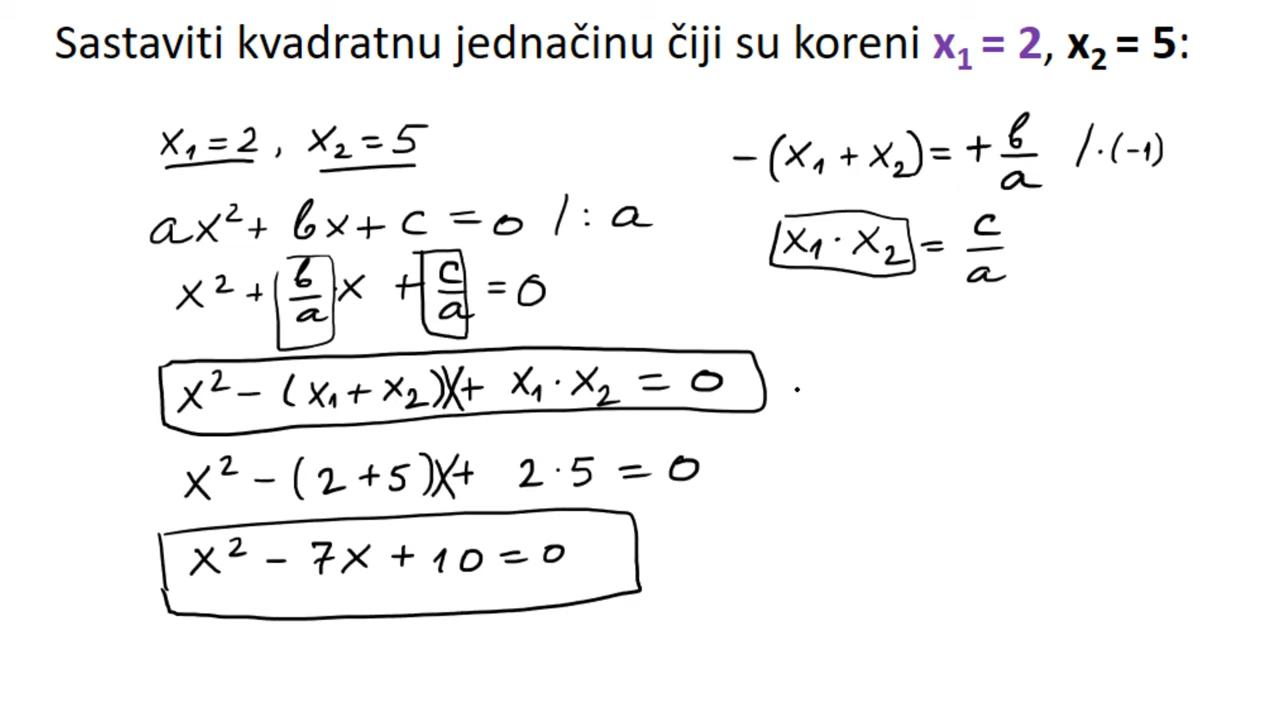 Sastaviti kvadratnu jednačinu čiji su koreni x₁ = 2, x₂ = 5:
x₁ = 2 , x₂ = 5
ax² + bx + c = 0 /: a
x² + b/a x + c/a = 0
x² - (x₁ + x₂)x + x₁ · x₂ = 0
x² - (2 + 5)x + 2 · 5 = 0
x² - 7x + 10 = 0
-(x₁ + x₂) = + b/a /·(-1)
x₁ · x₂ = c/a